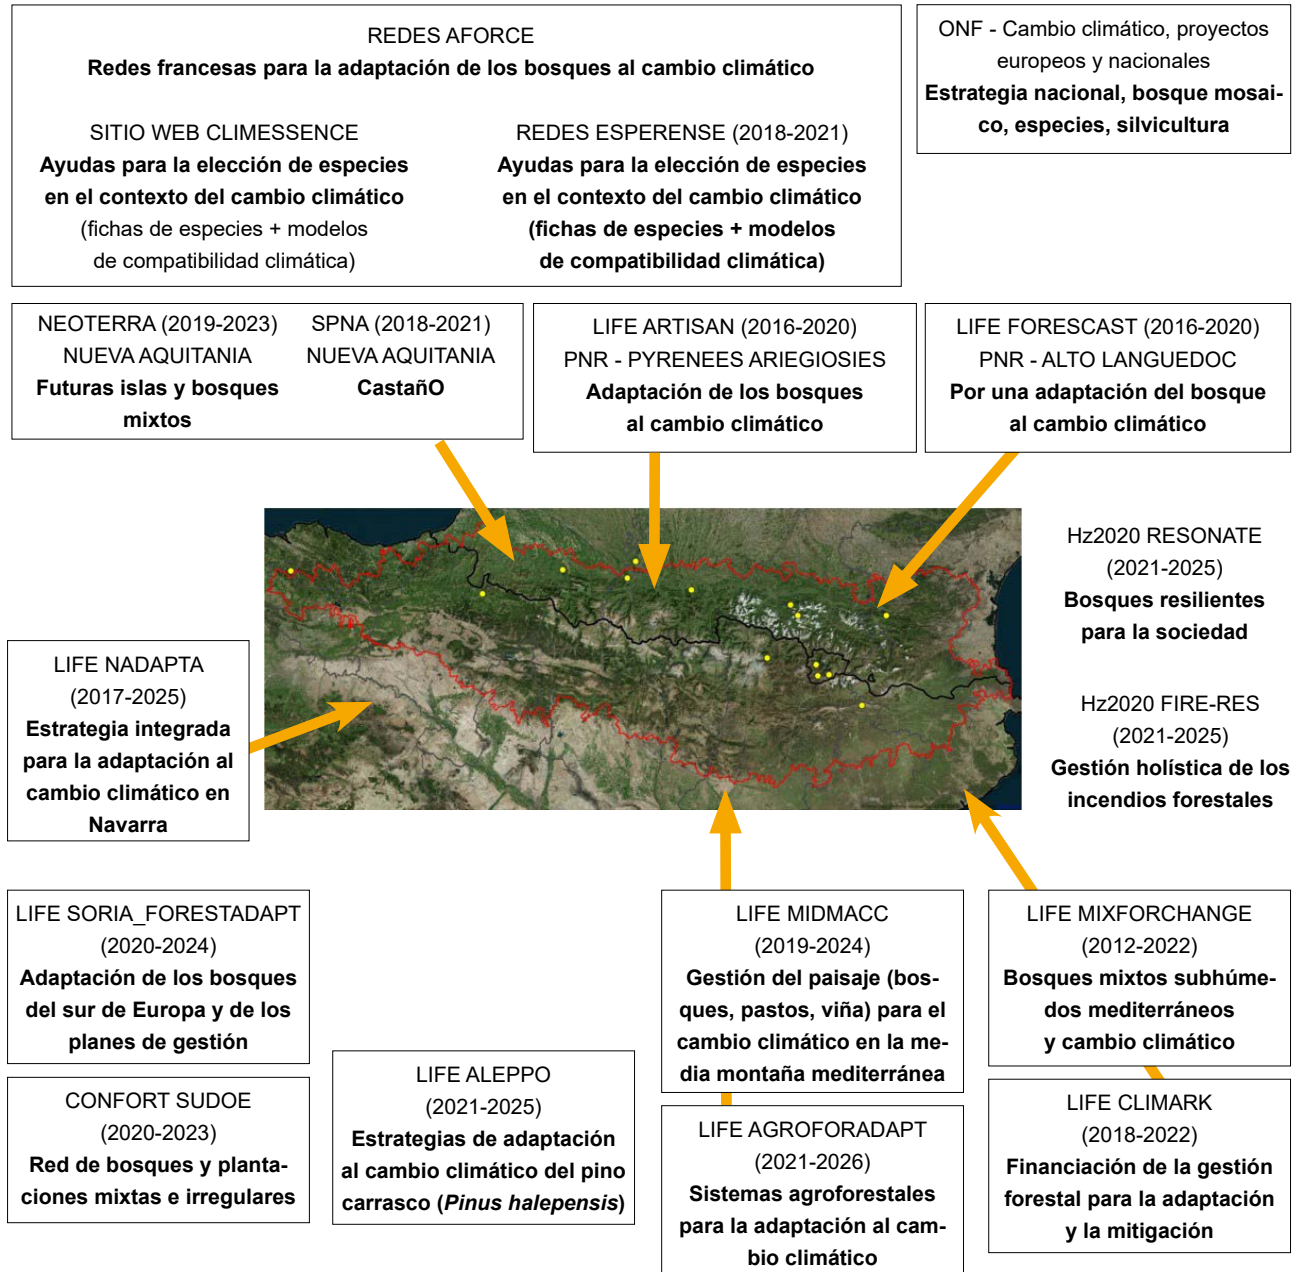 REDES AFORCE
Redes francesas para la adaptación de los bosques al cambio climático
SITIO WEB CLIMESSENCE
Ayudas para la elección de especies
en el contexto del cambio climático
(fichas de especies + modelos
de compatibilidad climática)
REDES ESPERENSE (2018-2021)
Ayudas para la elección de especies
en el contexto del cambio climático
(fichas de especies + modelos
de compatibilidad climática)
ONF - Cambio climático, proyectos
europeos y nacionales
Estrategia nacional, bosque mosai-
co, especies, silvicultura
NEOTERRA (2019-2023)
NUEVA AQUITANIA
Futuras islas y bosques
mixtos
SPNA (2018-2021)
NUEVA AQUITANIA
CastañO
LIFE ARTISAN (2016-2020)
PNR - PYRENEES ARIEGIOSIES
Adaptación de los bosques
al cambio climático
LIFE FORESCAST (2016-2020)
PNR - ALTO LANGUEDOC
Por una adaptación del bosque
al cambio climático
Hz2020 RESONATE
(2021-2025)
Bosques resilientes
para la sociedad
Hz2020 FIRE-RES
(2021-2025)
Gestión holística de los
incendios forestales
LIFE NADAPTA
(2017-2025)
Estrategia integrada
para la adaptación al
cambio climático en
Navarra
LIFE SORIA_FORESTADAPT
(2020-2024)
Adaptación de los bosques
del sur de Europa y de los
planes de gestión
CONFORT SUDOE
(2020-2023)
Red de bosques y planta-
ciones mixtas e irregulares
LIFE ALEPPO
(2021-2025)
Estrategias de adaptación
al cambio climático del pino
carrasco (Pinus halepensis)
LIFE MIDMACC
(2019-2024)
Gestión del paisaje (bos-
ques, pastos, viña) para el
cambio climático en la me-
dia montaña mediterránea
LIFE AGROFORADAPT
(2021-2026)
Sistemas agroforestales
para la adaptación al cam-
bio climático
LIFE MIXFORCHANGE
(2012-2022)
Bosques mixtos subhúme-
dos mediterráneos
y cambio climático
LIFE CLIMARK
(2018-2022)
Financiación de la gestión
forestal para la adaptación
y la mitigación